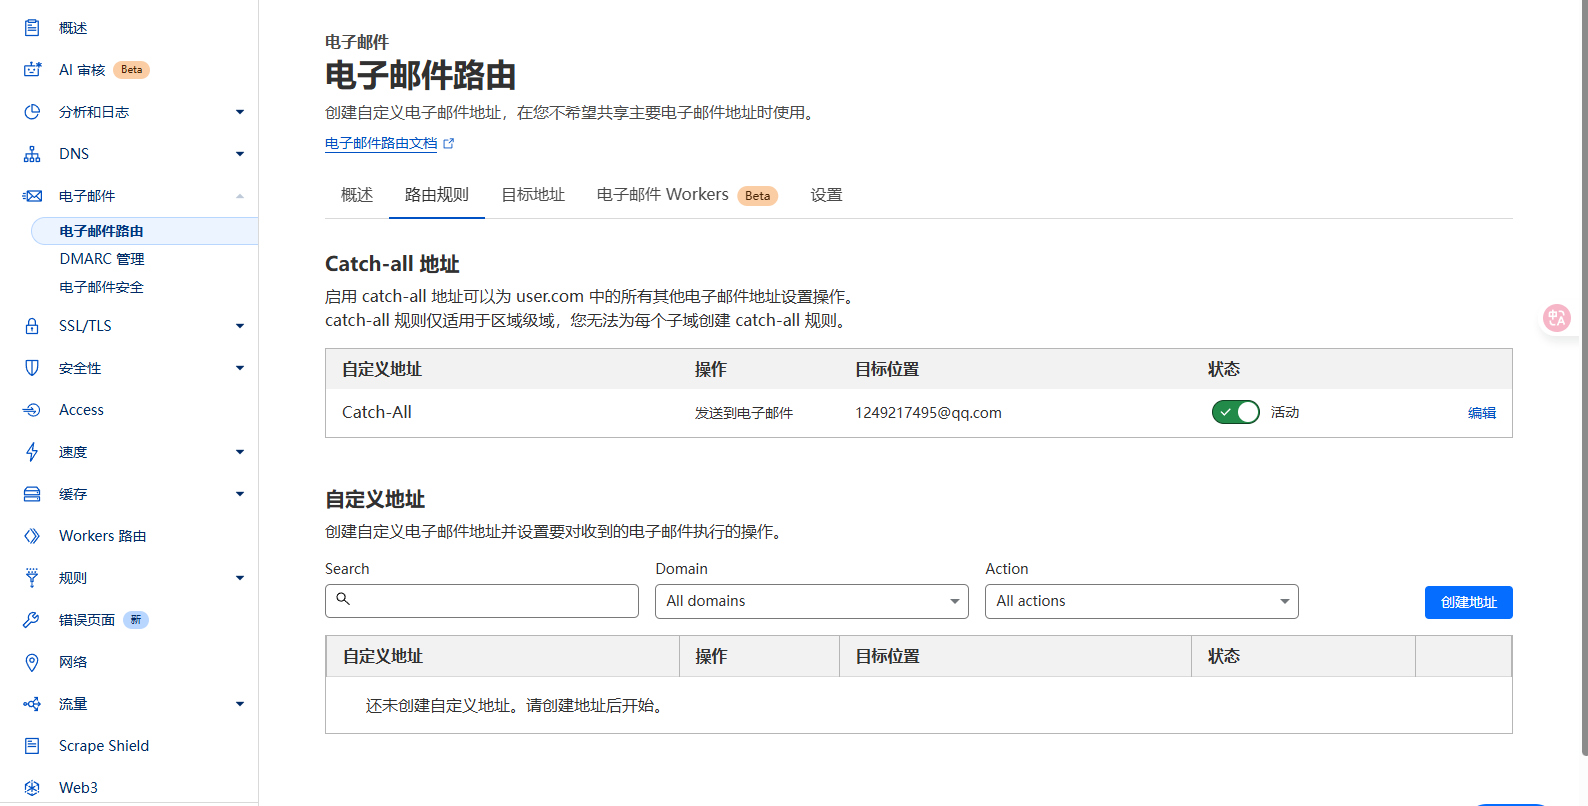 概述
AI 审核 Beta
分析和日志
DNS
电子邮件
电子邮件路由
DMARC 管理
电子邮件安全
SSL/TLS
安全性
Access
速度
缓存
Workers 路由
规则
错误页面 新
网络
流量
Scrape Shield
Web3
电子邮件
电子邮件路由
创建自定义电子邮件地址，在您不希望共享主要电子邮件地址时使用。
电子邮件路由文档
概述 路由规则 目标地址 电子邮件 Workers Beta 设置
Catch-all 地址
启用 catch-all 地址可以为 user.com 中的所有其他电子邮件地址设置操作。
catch-all 规则仅适用于区域级域，您无法为每个子域创建 catch-all 规则。
自定义地址 操作 目标位置 状态
Catch-All 发送到电子邮件 1249217495@qq.com 活动 编辑
自定义地址
创建自定义电子邮件地址并设置要对收到的电子邮件执行的操作。
Search Domain Action
All domains All actions 创建地址
自定义地址 操作 目标位置 状态
还未创建自定义地址。请创建地址后开始。
中A